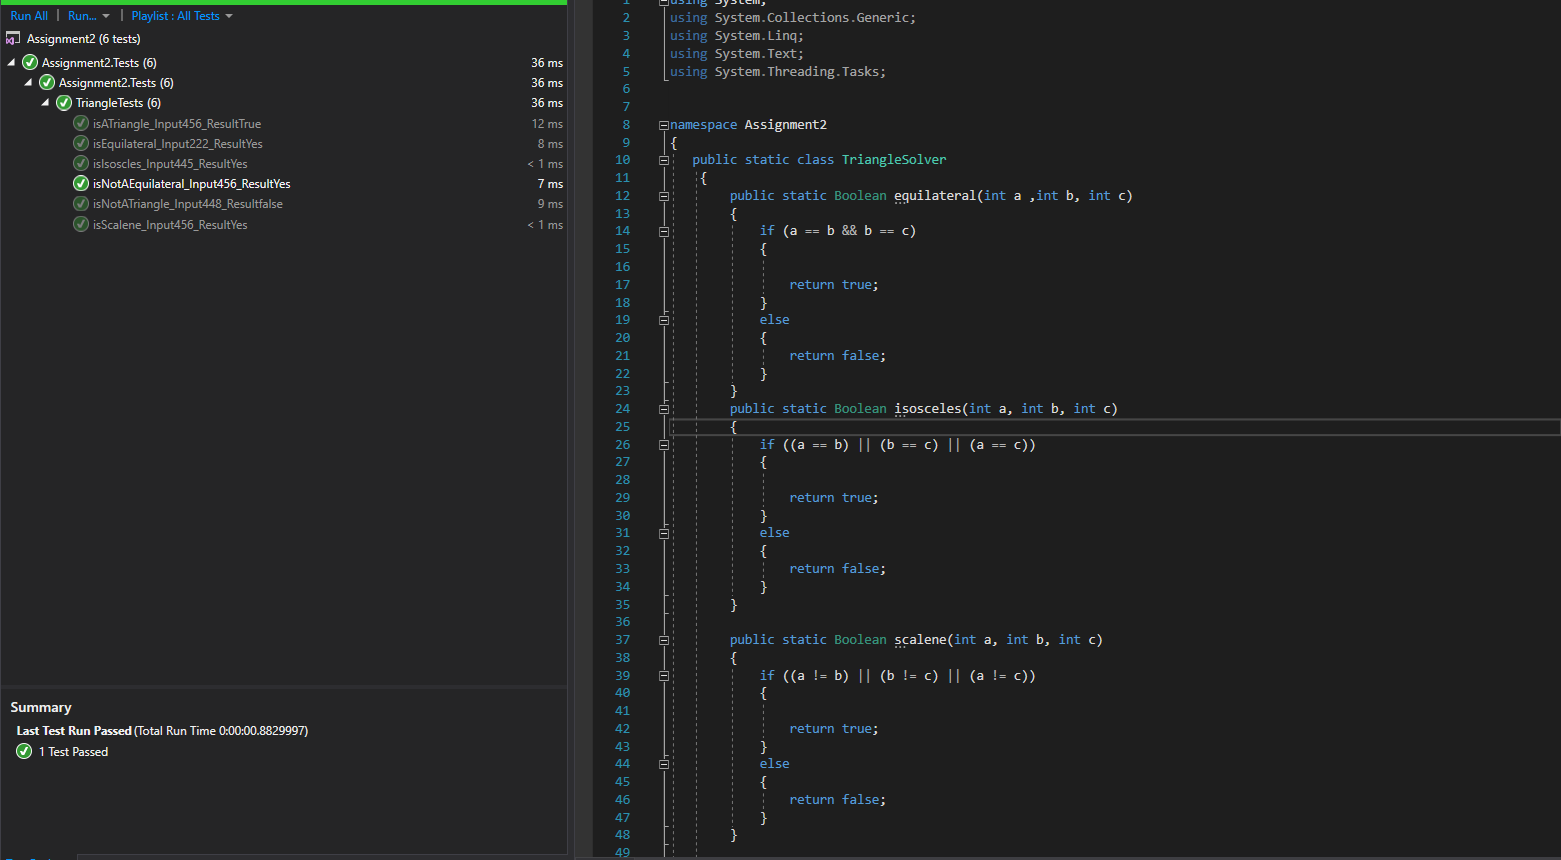 Run All | Run... | Playlist : All Tests
Assignment2 (6 tests)
Assignment2.Tests (6) 36 ms
Assignment2.Tests (6) 36 ms
TriangleTests (6) 36 ms
isATriangle_Input456_ResultTrue 12 ms
isEquilateral_Input222_ResultYes 8 ms
isIsoscles_Input445_ResultYes < 1 ms
isNotAEquilateral_Input456_ResultYes 7 ms
isNotATriangle_Input448_Resultfalse 9 ms
isScalene_Input456_ResultYes < 1 ms
Summary
Last Test Run Passed (Total Run Time 0:00:00.8829997)
1 Test Passed
1 using System;
2 using System.Collections.Generic;
3 using System.Linq;
4 using System.Text;
5 using System.Threading.Tasks;
6
7
8 namespace Assignment2
9 {
10 public static class TriangleSolver
11 {
12 public static Boolean equilateral(int a ,int b, int c)
13 {
14 if (a == b && b == c)
15 {
16
17 return true;
18 }
19 else
20 {
21 return false;
22 }
23 }
24 public static Boolean isosceles(int a, int b, int c)
25 {
26 if ((a == b) || (b == c) || (a == c))
27 {
28
29 return true;
30 }
31 else
32 {
33 return false;
34 }
35 }
36
37 public static Boolean scalene(int a, int b, int c)
38 {
39 if ((a != b) || (b != c) || (a != c))
40 {
41
42 return true;
43 }
44 else
45 {
46 return false;
47 }
48 }
49